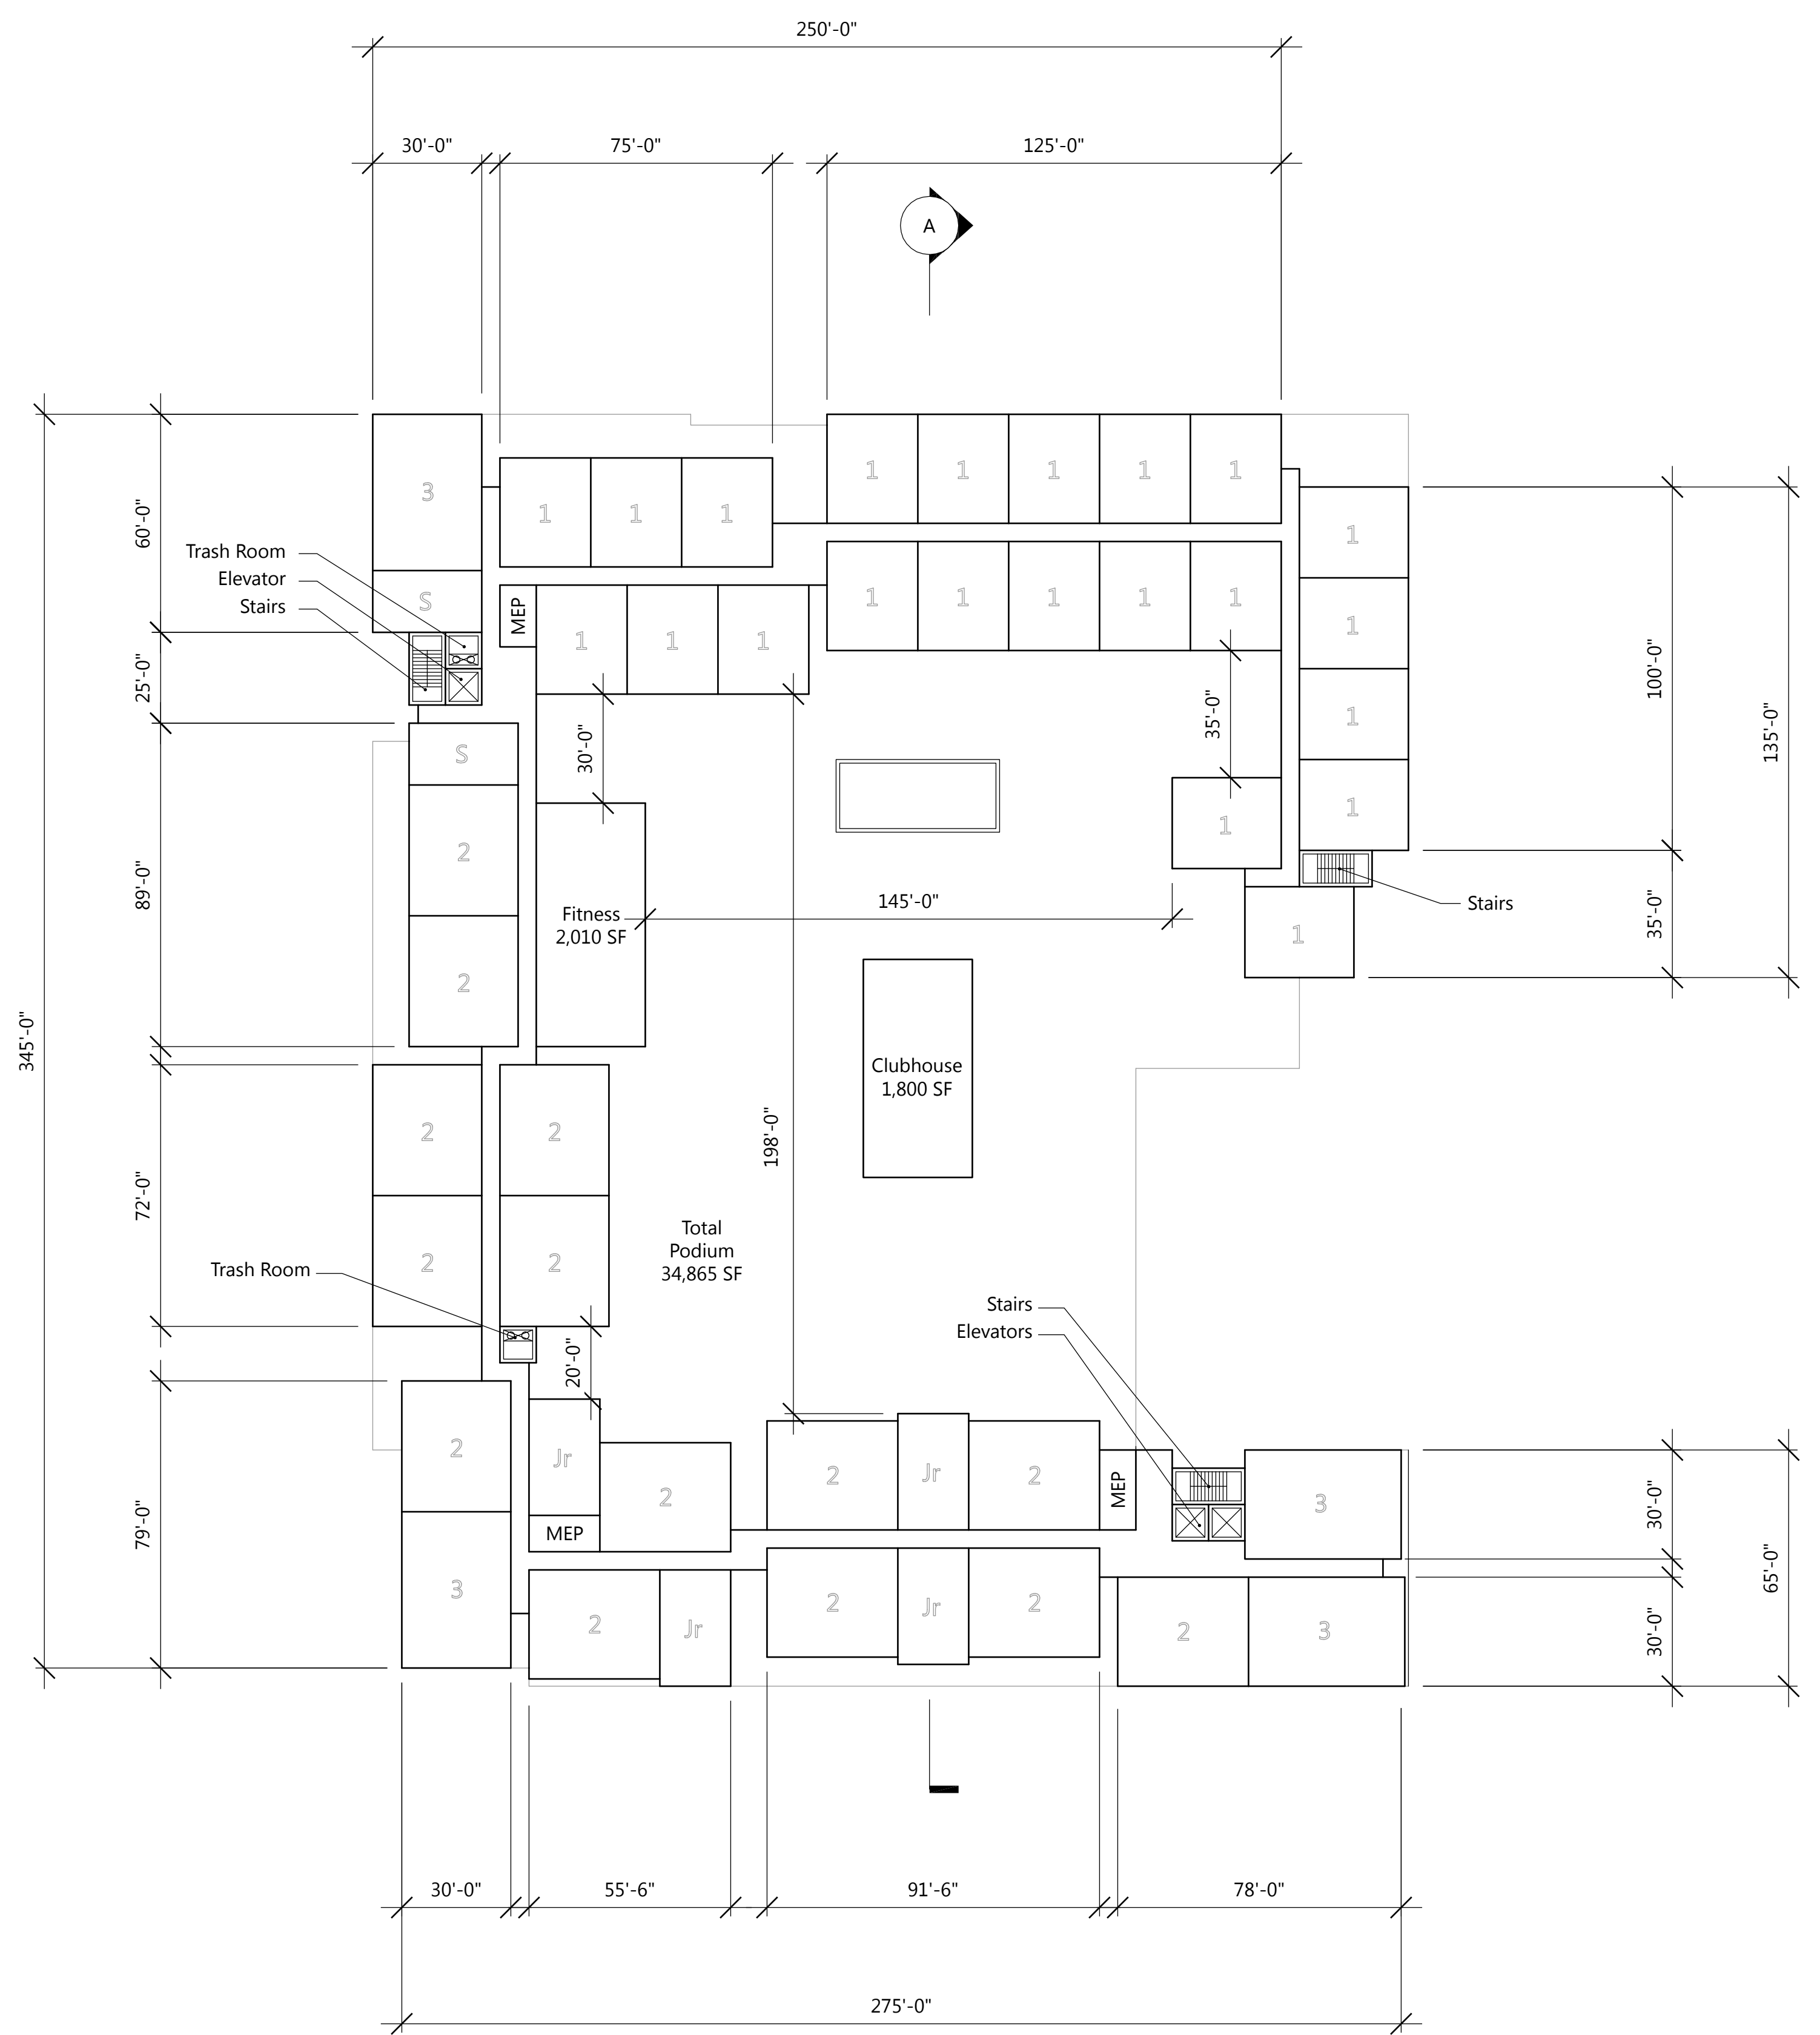 250'-0"
30'-0"
75'-0"
125'-0"
A
3
1
1
1
1
1
1
1
1
1
60'-0"
Trash Room
Elevator
Stairs
S
MEP
1
1
1
1
1
1
1
1
1
25'-0"
100'-0"
1
135'-0"
30'-0"
35'-0"
S
1
2
1
89'-0"
145'-0"
Stairs
Fitness
2,010 SF
35'-0"
1
2
345'-0"
Clubhouse
1,800 SF
2
2
198'-0"
72'-0"
Total
Podium
34,865 SF
2
2
Trash Room
Stairs
Elevators
20'-0"
2
Jr
2
2
Jr
2
MEP
3
30'-0"
79'-0"
MEP
65'-0"
3
2
Jr
2
Jr
2
2
3
30'-0"
30'-0"
55'-6"
91'-6"
78'-0"
275'-0"